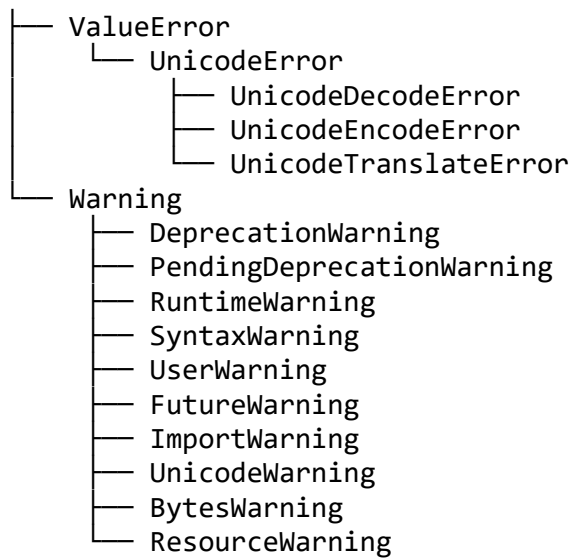 ├── ValueError
│    └── UnicodeError
│         ├── UnicodeDecodeError
│         ├── UnicodeEncodeError
│         └── UnicodeTranslateError
└── Warning
     ├── DeprecationWarning
     ├── PendingDeprecationWarning
     ├── RuntimeWarning
     ├── SyntaxWarning
     ├── UserWarning
     ├── FutureWarning
     ├── ImportWarning
     ├── UnicodeWarning
     ├── BytesWarning
     └── ResourceWarning